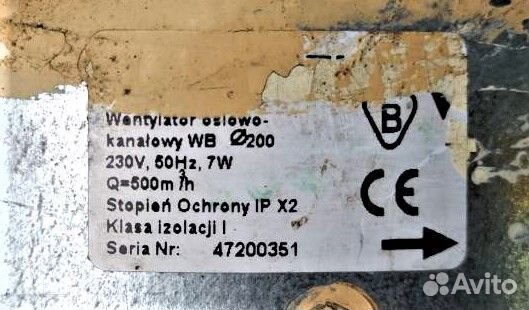 Wentylator osiowo-
kanałowy WB Ø200
230V, 50Hz, 7W
Q=500m³/h
Stopień Ochrony IP X2
Klasa izolacji I
Seria Nr: 47200351
B
CE
Avito